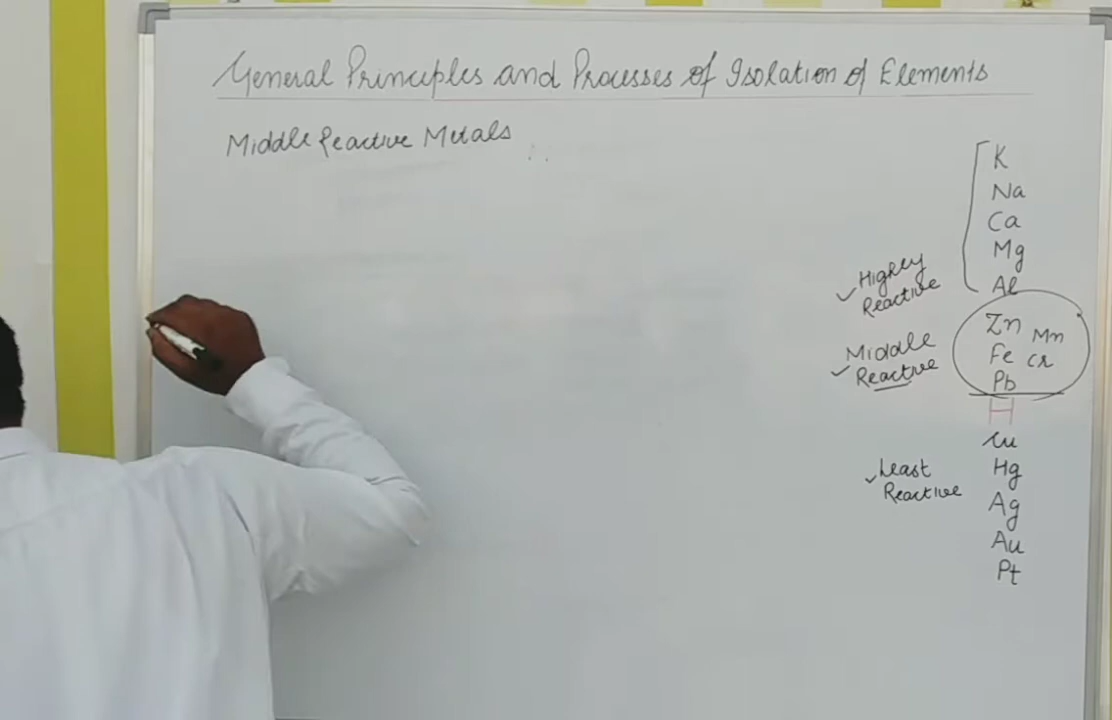 General Principles and Processes of Isolation of Elements
Middle Reactive Metals
K
Na
Ca
Mg
Highly
Reactive
Al
Zn
Mn
Middle
Reactive
Fe
Cr
Pb
H
Cu
Least
Reactive
Hg
Ag
Au
Pt